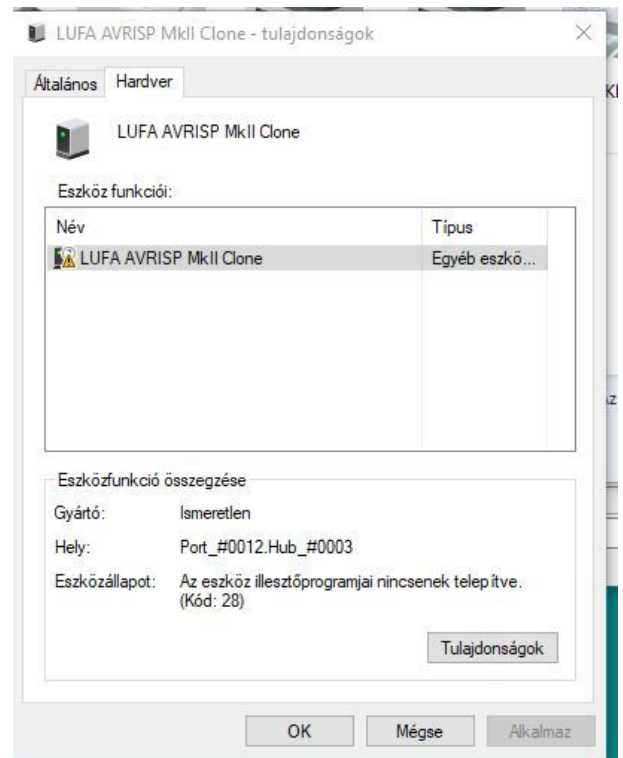 LUFA AVRISP MkII Clone - tulajdonságok
Általános
Hardver
LUFA AVRISP MkII Clone
Eszköz funkciói:
Név Típus
LUFA AVRISP MkII Clone Egyéb eszkö...
Eszközfunkció összegzése
Gyártó: Ismeretlen
Hely: Port_#0012.Hub_#0003
Eszközállapot: Az eszköz illesztőprogramjai nincsenek telepítve.
(Kód: 28)
Tulajdonságok
OK Mégse Alkalmaz